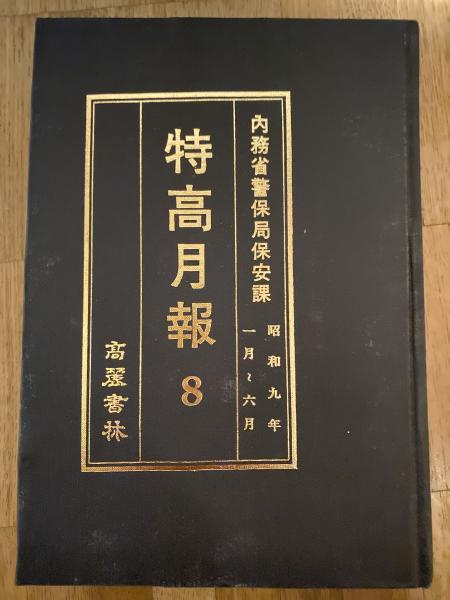 內務省警保局保安課
昭和九年
一月~六月
特高月報 8
高麗書林